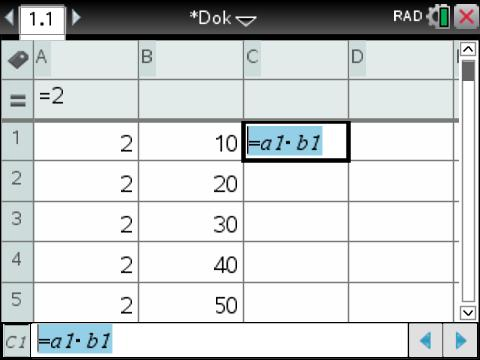 1.1 *Dok RAD
A B C D
= =2
1 2 10 =a1·b1
2 2 20
3 2 30
4 2 40
5 2 50
C1 =a1·b1